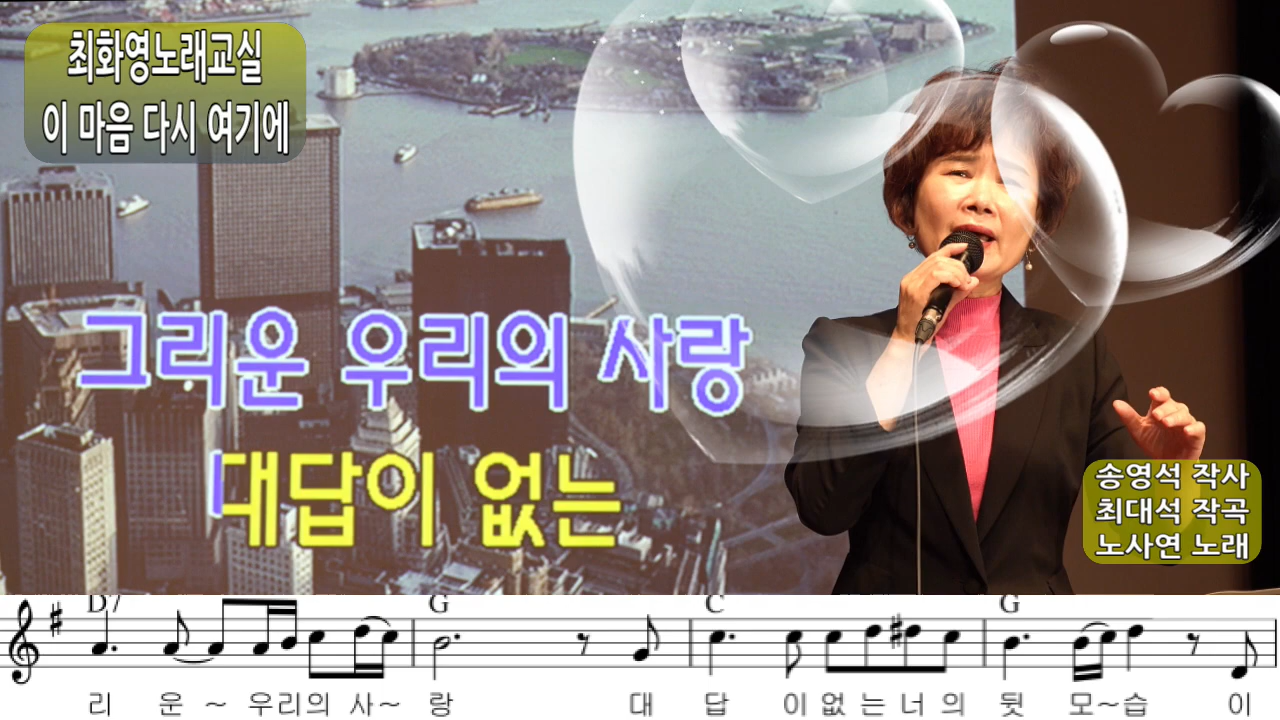 최화영노래교실
이 마음 다시 여기에
그리운 우리의 사랑
대답이 없는
송영석 작사
최대석 작곡
노사연 노래
D7 G C G
리 운 ~ 우리의 사~ 랑 대 답 이 없 는 너 의 뒷 모~습 이